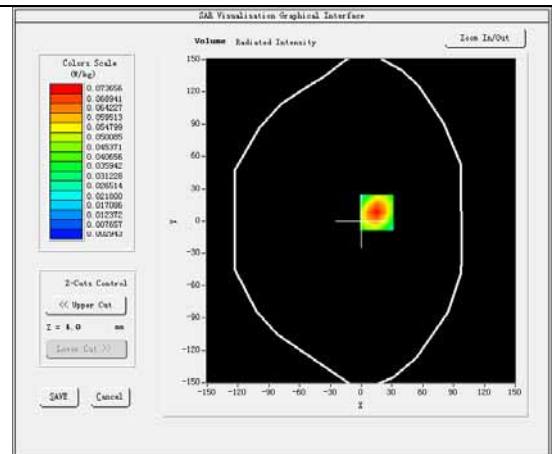 SAR Visualisation Graphical Interface
Volume Radiated Intensity
Zoom In/Out
Colors Scale
(W/kg)
0.073656
0.068941
0.064227
0.059513
0.054799
0.050085
0.045371
0.040656
0.035942
0.031228
0.026514
0.021800
0.017086
0.012372
0.007657
0.002943
150
120
90
60
30
0
-30
-60
-90
-120
-150
Y
-150 -120 -90 -60 -30 0 30 60 90 120 150
X
Z-Cuts Control
<< Upper Cut
Z = 4.0 mm
Lower Cut >>
SAVE
Cancel